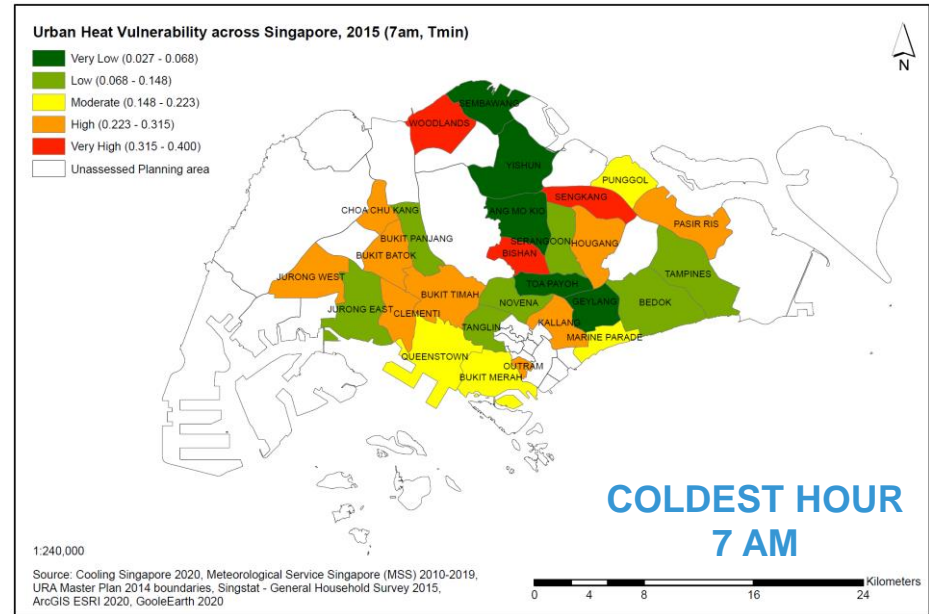 Urban Heat Vulnerability across Singapore, 2015 (7am, Tmin)
Very Low (0.027 - 0.068)
Low (0.068 - 0.148)
Moderate (0.148 - 0.223)
High (0.223 - 0.315)
Very High (0.315 - 0.400)
Unassessed Planning area
N
SEMBAWANG
WOODLANDS
YISHUN
PUNGGOL
SENGKANG
CHOA CHU KANG
ANG MO KIO
PASIR RIS
BUKIT PANJANG
SERANGOON
HOUGANG
BISHAN
BUKIT BATOK
TAMPINES
JURONG WEST
TOA PAYOH
BUKIT TIMAH
NOVENA
GEYLANG
BEDOK
JURONG EAST
CLEMENTI
KALLANG
TANGLIN
MARINE PARADE
QUEENSTOWN
OUTRAM
BUKIT MERAH
COLDEST HOUR
7 AM
1:240,000
Source: Cooling Singapore 2020, Meteorological Service Singapore (MSS) 2010-2019,
URA Master Plan 2014 boundaries, Singstat - General Household Survey 2015,
ArcGIS ESRI 2020, GooleEarth 2020
Kilometers
0 4 8 16 24